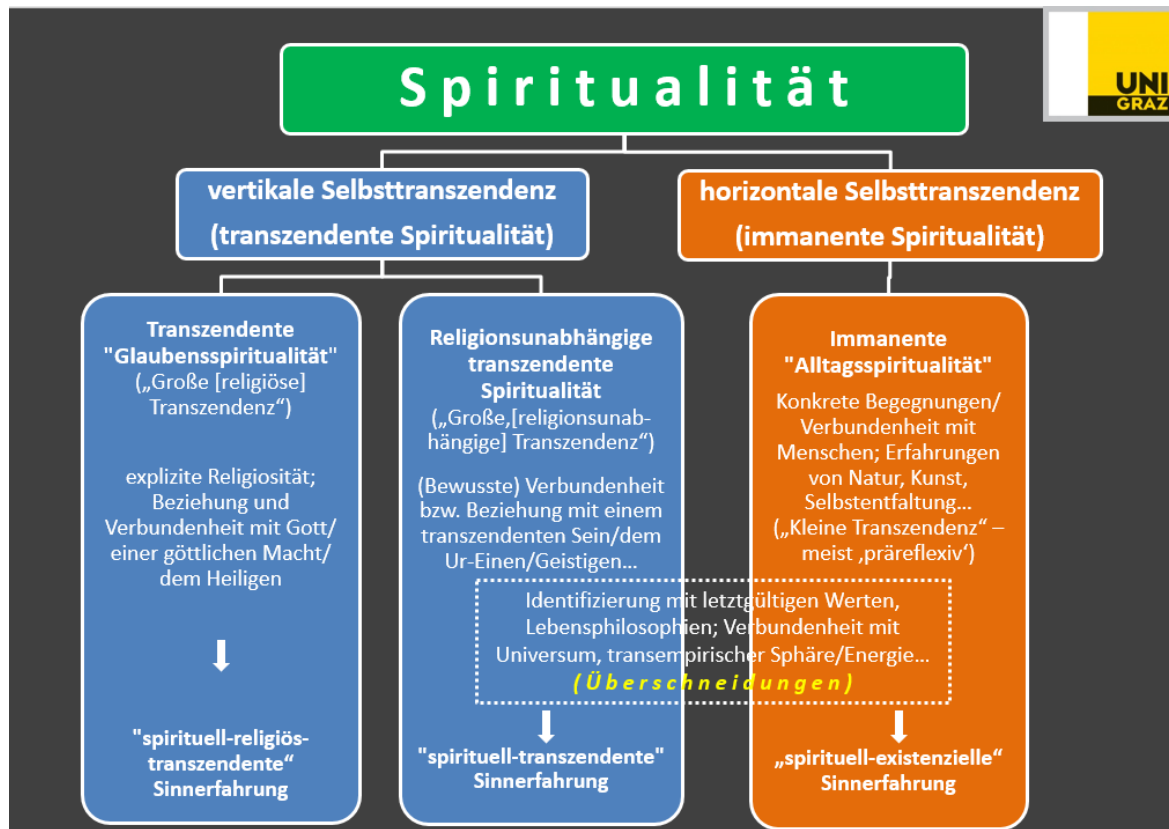 Spiritualität
UNI
GRAZ
vertikale Selbsttranszendenz
(transzendente Spiritualität)
horizontale Selbsttranszendenz
(immanente Spiritualität)
Transzendente
"Glaubensspiritualität"
(„Große [religiöse]
Transzendenz“)
explizite Religiosität;
Beziehung und
Verbundenheit mit Gott/
einer göttlichen Macht/
dem Heiligen
"spirituell-religiös-
transzendente“
Sinnerfahrung
Religionsunabhängige
transzendente
Spiritualität
(„Große,[religionsunab-
hängige] Transzendenz“)
(Bewusste) Verbundenheit
bzw. Beziehung mit einem
transzendenten Sein/dem
Ur-Einen/Geistigen…
Immanente
"Alltagsspiritualität"
Konkrete Begegnungen/
Verbundenheit mit
Menschen; Erfahrungen
von Natur, Kunst,
Selbstentfaltung…
(„Kleine Transzendenz“ –
meist ‚präreflexiv‘)
Identifizierung mit letztgültigen Werten,
Lebensphilosophien; Verbundenheit mit
Universum, transempirischer Sphäre/Energie…
(Überschneidungen)
"spirituell-transzendente"
Sinnerfahrung
„spirituell-existenzielle“
Sinnerfahrung